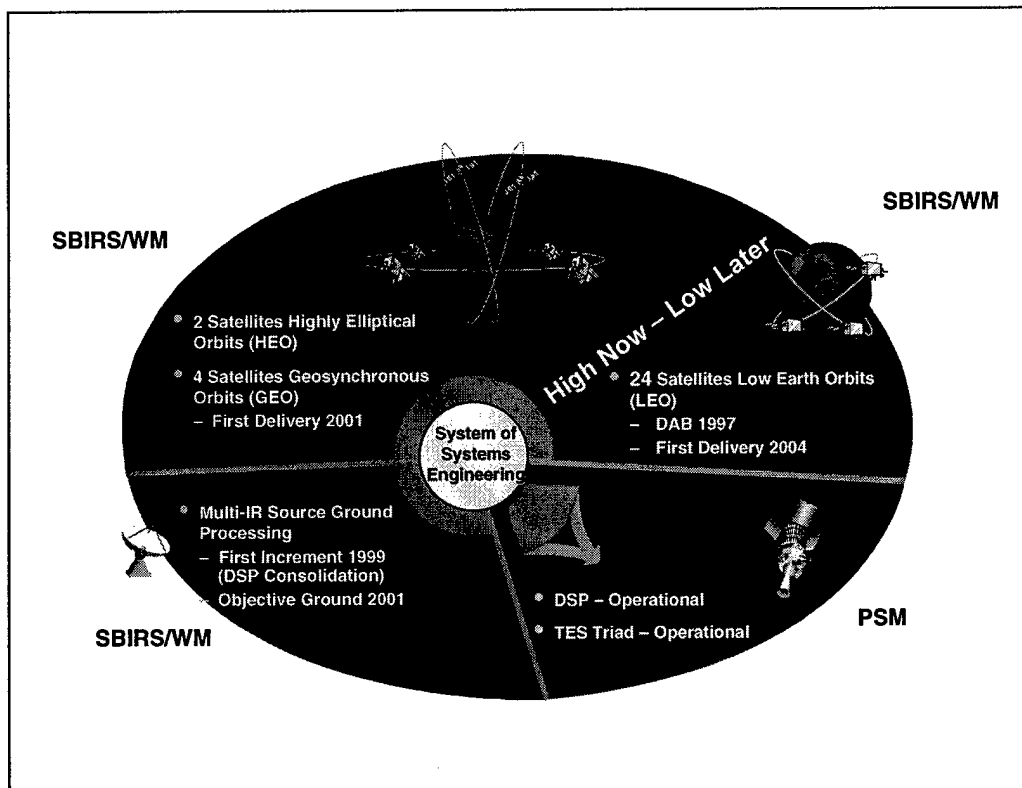 SBIRS/WM
SBIRS/WM
High Now – Low Later
• 2 Satellites Highly Elliptical
Orbits (HEO)
• 4 Satellites Geosynchronous
Orbits (GEO)
– First Delivery 2001
• 24 Satellites Low Earth Orbits
(LEO)
– DAB 1997
– First Delivery 2004
System of
Systems
Engineering
• Multi-IR Source Ground
Processing
– First Increment 1999
(DSP Consolidation)
– Objective Ground 2001
SBIRS/WM
• DSP – Operational
• TES Triad – Operational
PSM